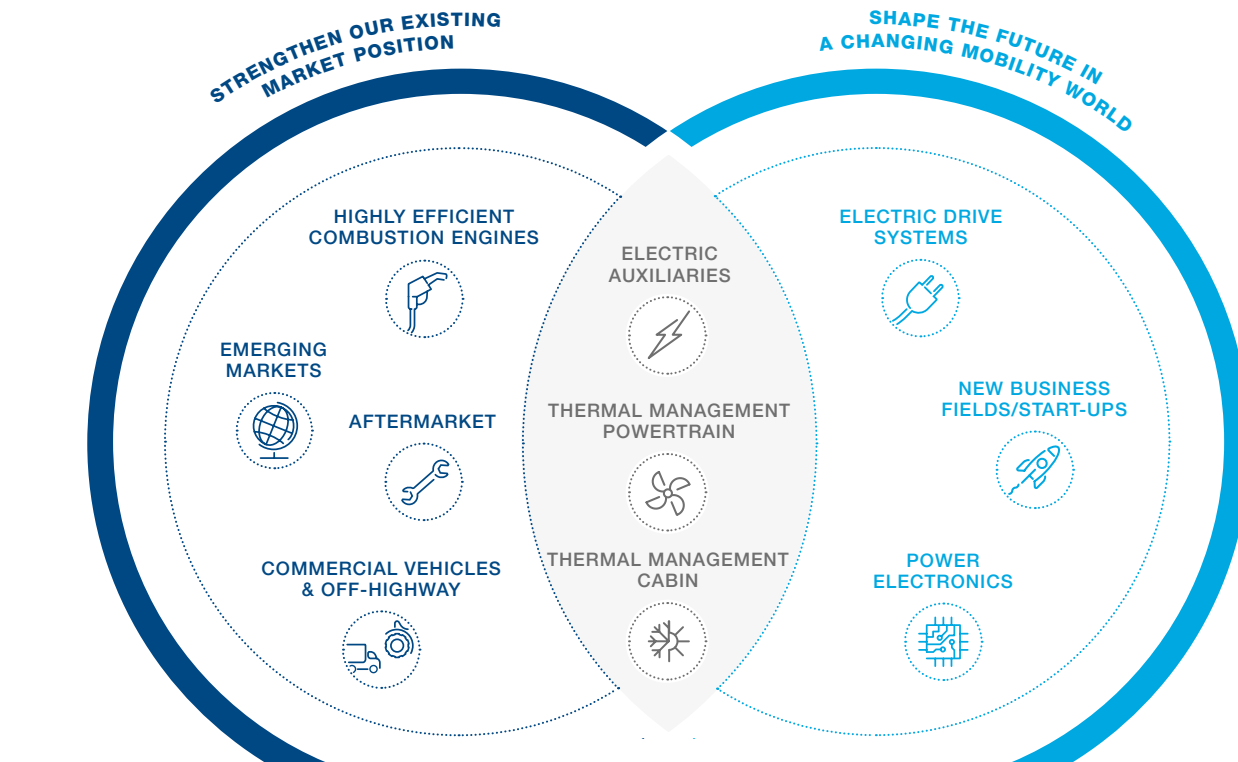 STRENGTHEN OUR EXISTING
MARKET POSITION
SHAPE THE FUTURE IN
A CHANGING MOBILITY WORLD
HIGHLY EFFICIENT
COMBUSTION ENGINES
EMERGING
MARKETS
AFTERMARKET
COMMERCIAL VEHICLES
& OFF-HIGHWAY
ELECTRIC
AUXILIARIES
THERMAL MANAGEMENT
POWERTRAIN
THERMAL MANAGEMENT
CABIN
ELECTRIC DRIVE
SYSTEMS
NEW BUSINESS
FIELDS/START-UPS
POWER
ELECTRONICS